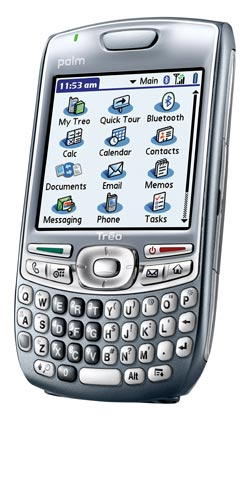 palm
11:53 am Main
My Treo Quick Tour Bluetooth
Calc Calendar Contacts
Documents Email Memos
Messaging Phone Tasks
Treo
Q W E R T Y U I O P
A S D F G H J K L
Z X C V B N M
0 Alt